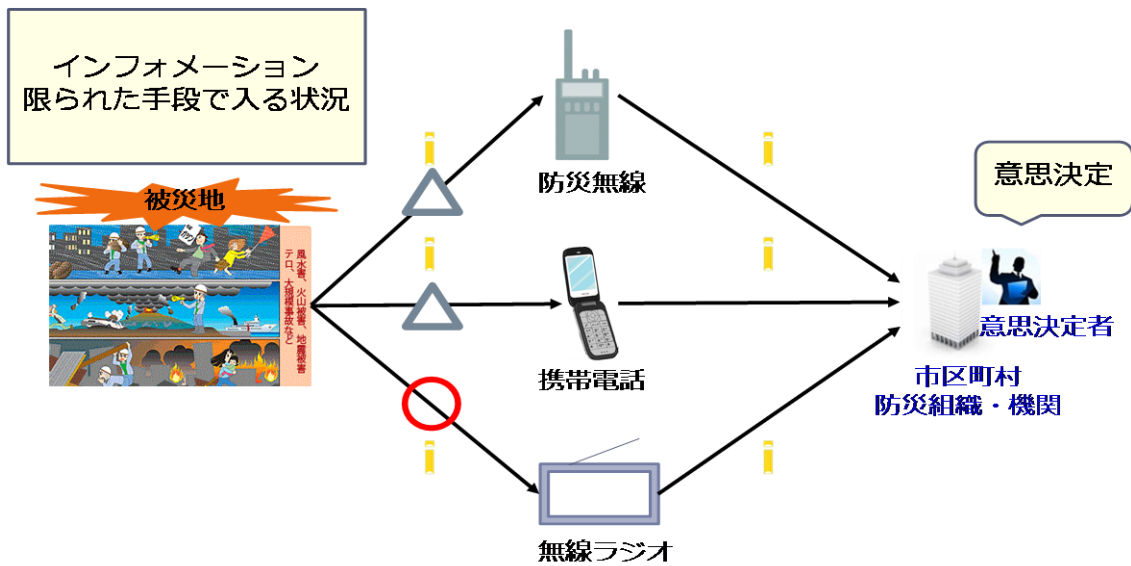 インフォメーション
限られた手段で入る状況
被災地
風水害、火山被害、地震被害
テロ、大規模事故など
防災無線
携帯電話
無線ラジオ
意思決定
意思決定者
市区町村
防災組織・機関